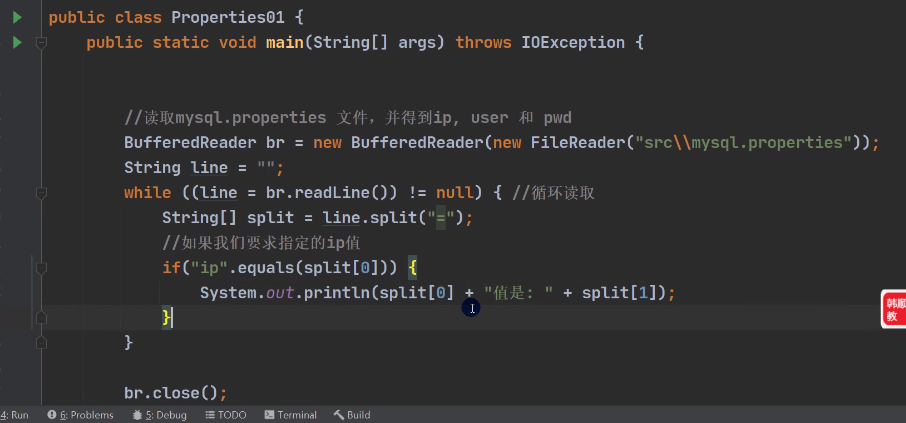 public class Properties01 {
public static void main(String[] args) throws IOException {
//读取mysql.properties 文件，并得到ip, user 和 pwd
BufferedReader br = new BufferedReader(new FileReader("src\\mysql.properties"));
String line = "";
while ((line = br.readLine()) != null) { //循环读取
String[] split = line.split("=");
//如果我们要求指定的ip值
if("ip".equals(split[0])) {
System.out.println(split[0] + "值是: " + split[1]);
}
}
br.close();
韩顺
教
4: Run 6: Problems 5: Debug TODO Terminal Build